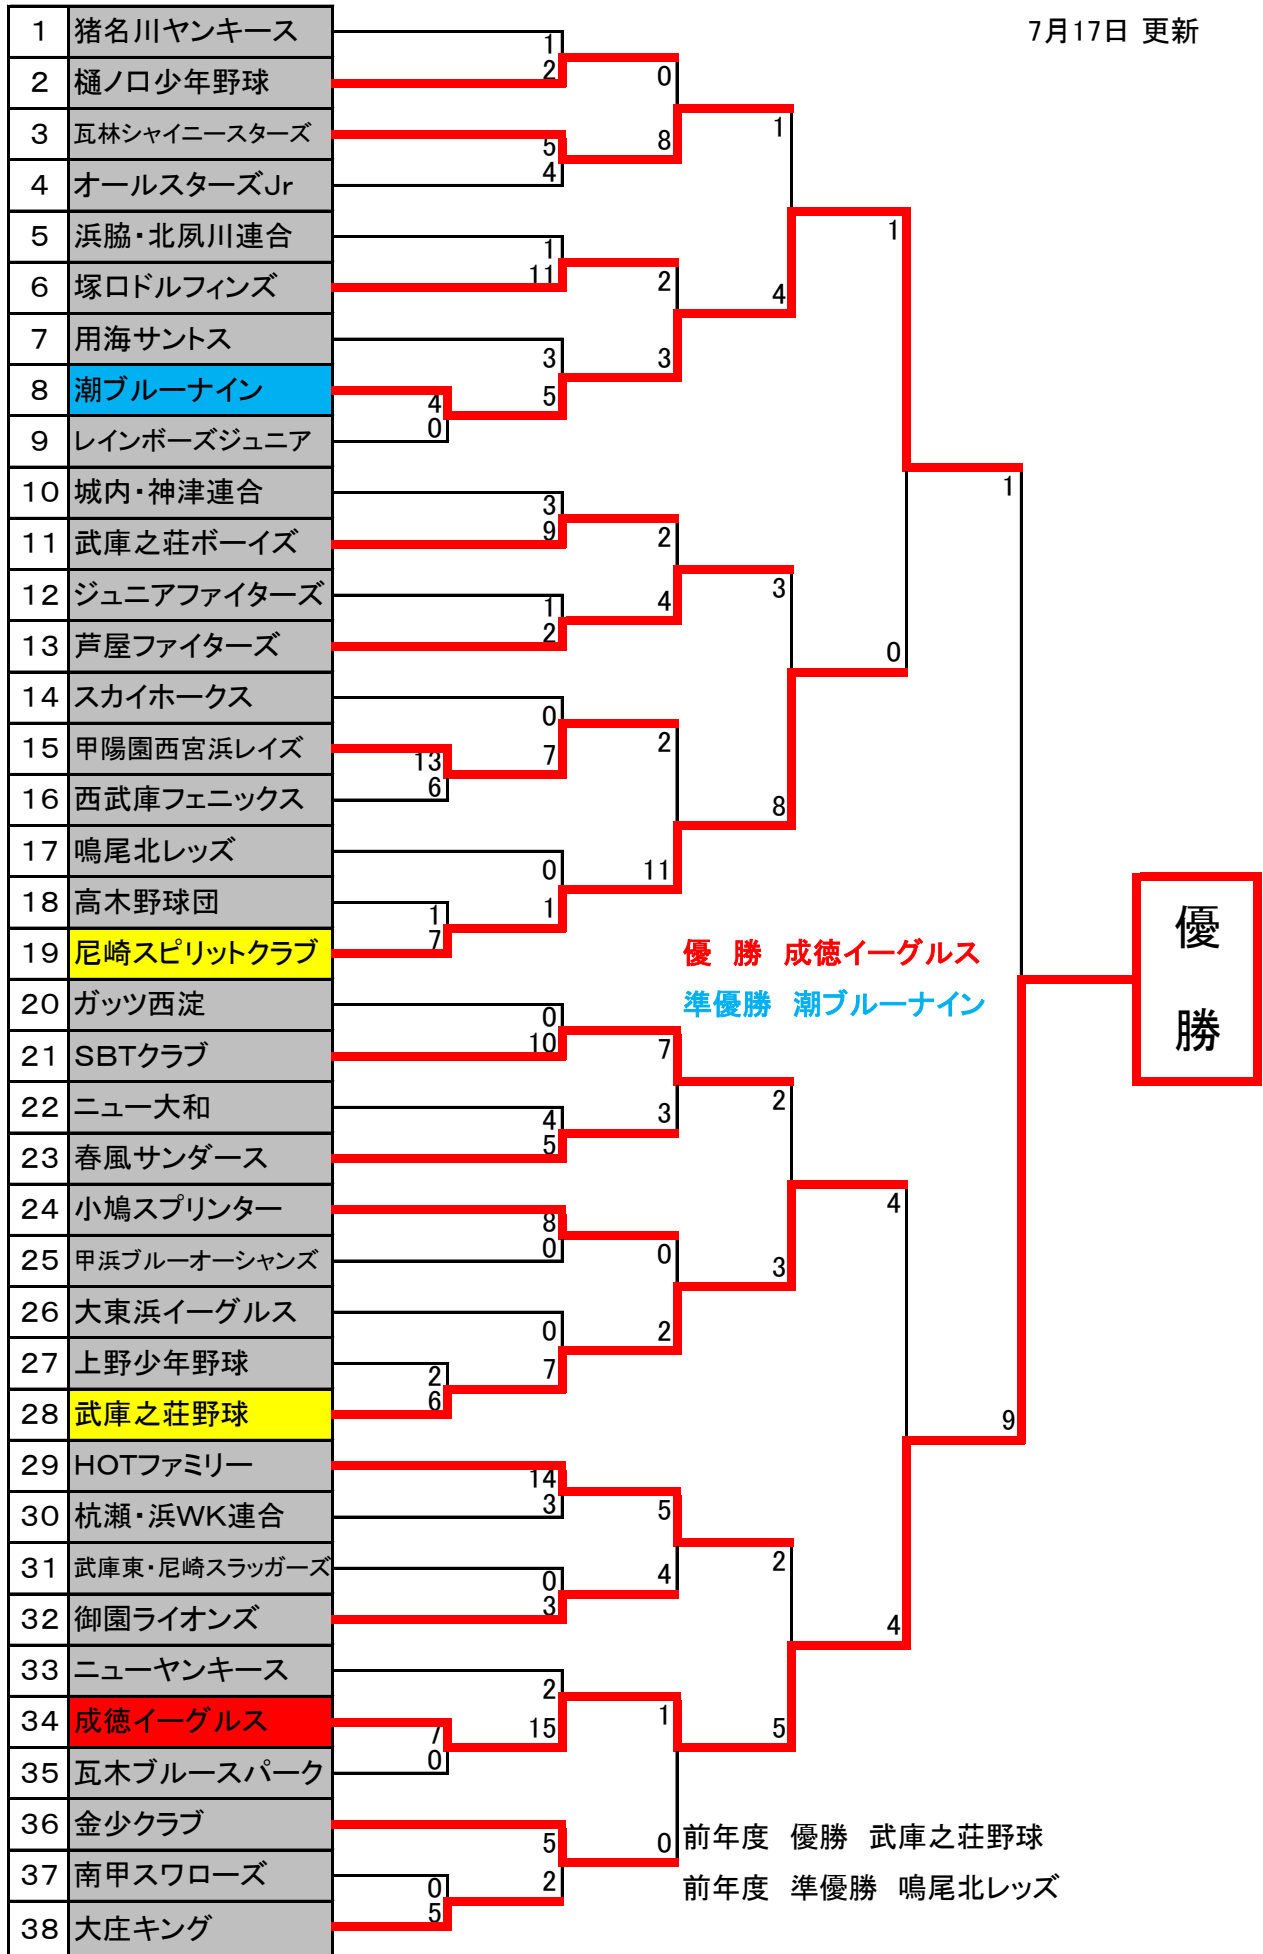 7月17日 更新
1 猪名川ヤンキース
2 樋ノ口少年野球
3 瓦林シャイニースターズ
4 オールスターズJr
5 浜脇・北夙川連合
6 塚口ドルフィンズ
7 用海サントス
8 潮ブルーナイン
9 レインボーズジュニア
10 城内・神津連合
11 武庫之荘ボーイズ
12 ジュニアファイターズ
13 芦屋ファイターズ
14 スカイホークス
15 甲陽園西宮浜レイズ
16 西武庫フェニックス
17 鳴尾北レッズ
18 高木野球団
19 尼崎スピリットクラブ
20 ガッツ西淀
21 SBTクラブ
22 ニュー大和
23 春風サンダース
24 小鳩スプリンター
25 甲浜ブルーオーシャンズ
26 大東浜イーグルス
27 上野少年野球
28 武庫之荘野球
29 HOTファミリー
30 杭瀬・浜WK連合
31 武庫東・尼崎スラッガーズ
32 御園ライオンズ
33 ニューヤンキース
34 成徳イーグルス
35 瓦木ブルースパーク
36 金少クラブ
37 南甲スワローズ
38 大庄キング
4
0
13
6
1
7
2
6
7
0
0
5
1
2
5
4
1
11
3
5
3
9
1
2
0
7
0
1
0
10
4
5
8
0
0
7
14
3
0
3
2
15
5
2
0
8
2
3
2
4
2
11
7
3
0
2
5
4
1
0
1
4
3
8
2
3
2
5
1
0
4
4
1
9
優 勝 成徳イーグルス
準優勝 潮ブルーナイン
優
勝
前年度 優勝 武庫之荘野球
前年度 準優勝 鳴尾北レッズ